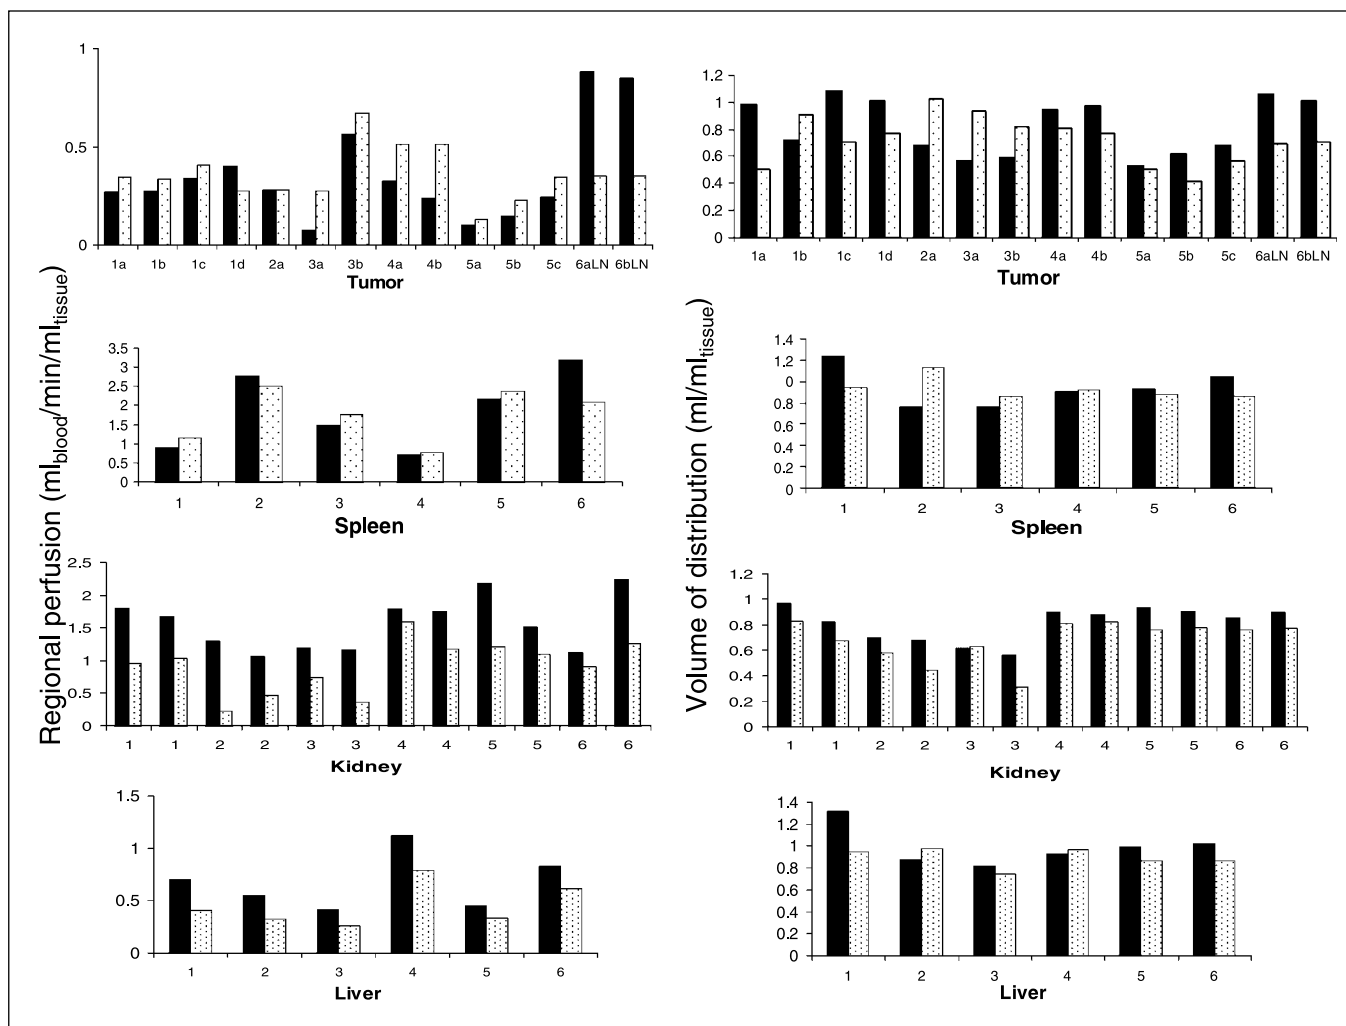 Regional perfusion (ml_blood/min/ml_tissue)
1
0.5
0
1a 1b 1c 1d 2a 3a 3b 4a 4b 5a 5b 5c 6aLN 6bLN
Tumor
3.5
3
2.5
2
1.5
1
0.5
0
1 2 3 4 5 6
Spleen
2.5
2
1.5
1
0.5
0
1 1 2 2 3 3 4 4 5 5 6 6
Kidney
1.5
1
0.5
0
1 2 3 4 5 6
Liver
Volume of distribution (ml/ml_tissue)
1.2
1
0.8
0.6
0.4
0.2
0
1a 1b 1c 1d 2a 3a 3b 4a 4b 5a 5b 5c 6aLN 6bLN
Tumor
1.4
1.2
0
0.8
0.6
0.4
0.2
0
1 2 3 4 5 6
Spleen
1.2
1
0.8
0.6
0.4
0.2
0
1 1 2 2 3 3 4 4 5 5 6 6
Kidney
1.4
1.2
1
0.8
0.6
0.4
0.2
0
1 2 3 4 5 6
Liver